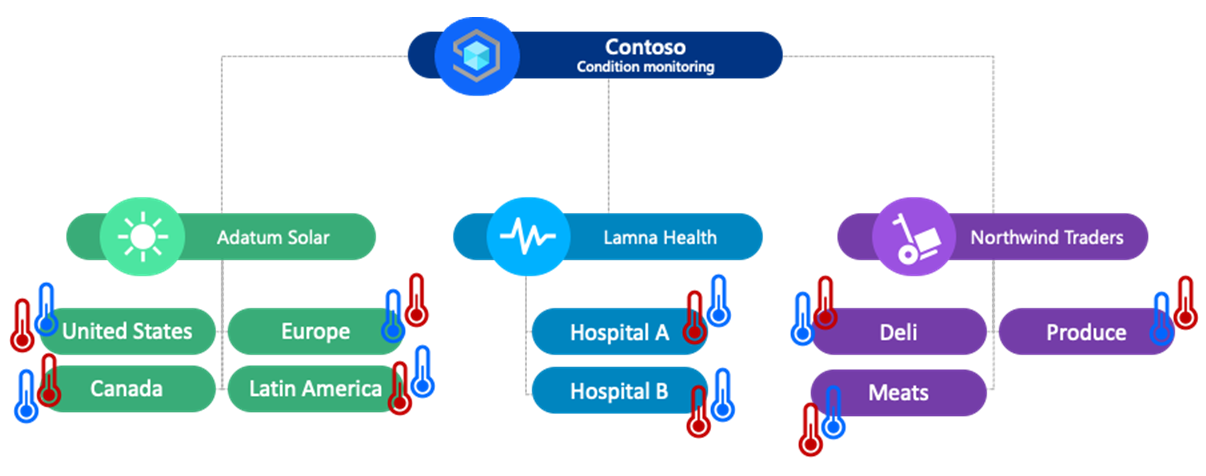 Contoso
Condition monitoring
Adatum Solar
Lamna Health
Northwind Traders
United States
Europe
Canada
Latin America
Hospital A
Hospital B
Deli
Produce
Meats